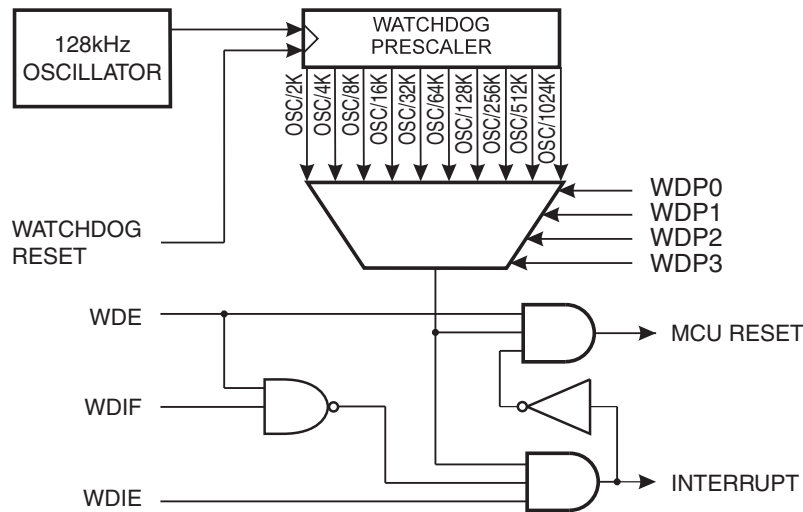 128kHz
OSCILLATOR
WATCHDOG
PRESCALER
OSC/2K
OSC/4K
OSC/8K
OSC/16K
OSC/32K
OSC/64K
OSC/128K
OSC/256K
OSC/512K
OSC/1024K
WATCHDOG
RESET
WDP0
WDP1
WDP2
WDP3
WDE
MCU RESET
WDIF
WDIE
INTERRUPT